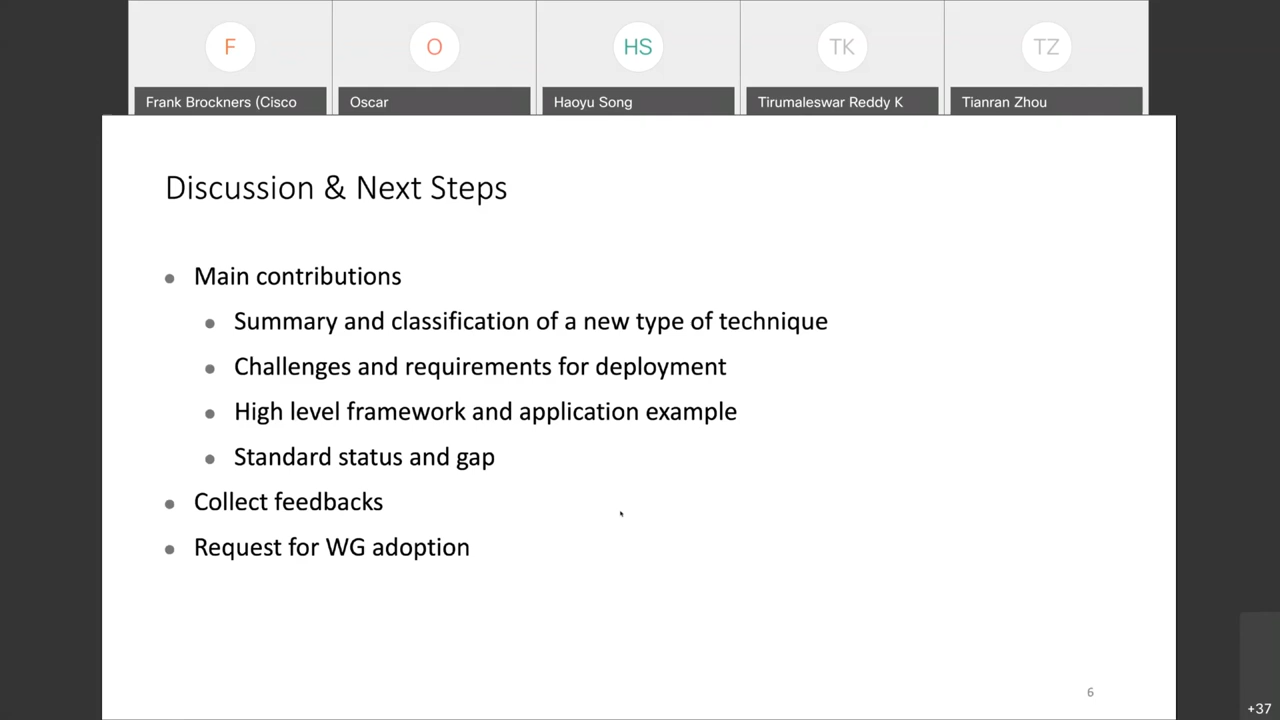 F
O
HS
TK
TZ
Frank Brockners (Cisco
Oscar
Haoyu Song
Tirumaleswar Reddy K
Tianran Zhou
Discussion & Next Steps
Main contributions
Summary and classification of a new type of technique
Challenges and requirements for deployment
High level framework and application example
Standard status and gap
Collect feedbacks
Request for WG adoption
6
+37